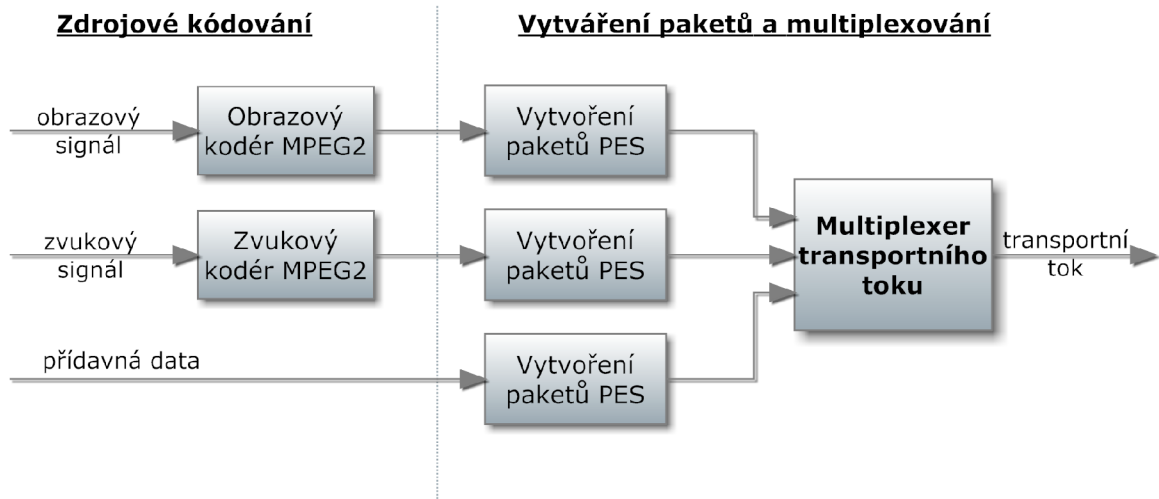 Zdrojové kódování
Vytváření paketů a multiplexování
obrazový
signál
Obrazový
kodér MPEG2
Vytvoření
paketů PES
zvukový
signál
Zvukový
kodér MPEG2
Vytvoření
paketů PES
přídavná data
Vytvoření
paketů PES
Multiplexer
transportního
toku
transportní
tok